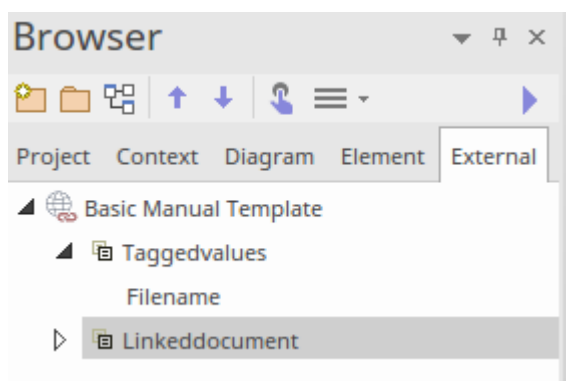 Browser
Project Context Diagram Element External
Basic Manual Template
Taggedvalues
Filename
Linkeddocument